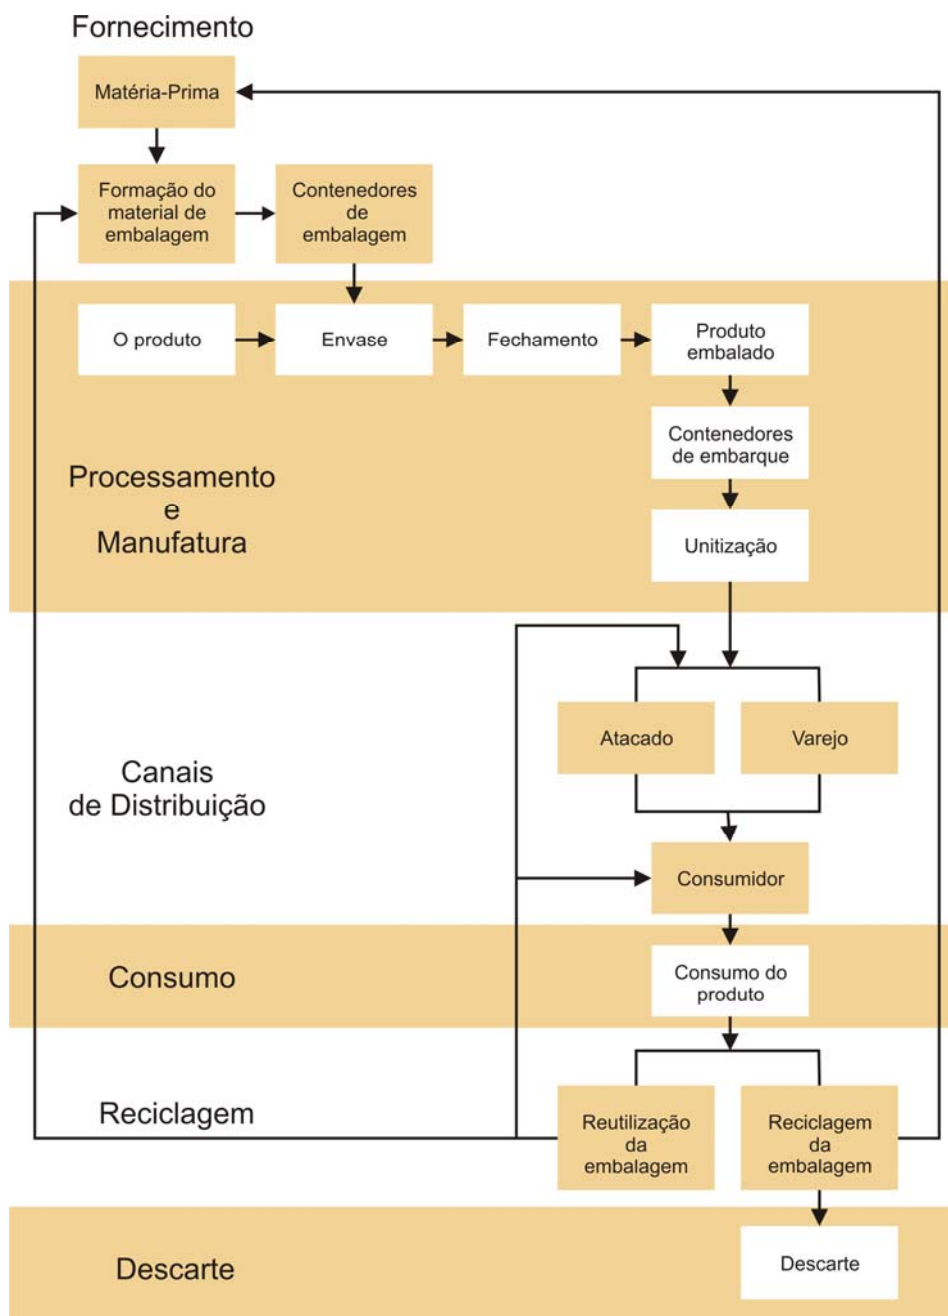 Fornecimento
Matéria-Prima
Formação do
material de
embalagem
Contenedores
de
embalagem
O produto
Envase
Fechamento
Produto
embalado
Contenedores
de embarque
Processamento
e
Manufatura
Unitização
Atacado
Varejo
Canais
de Distribuição
Consumidor
Consumo
Consumo do
produto
Reciclagem
Reutilização
da
embalagem
Reciclagem
da
embalagem
Descarte
Descarte